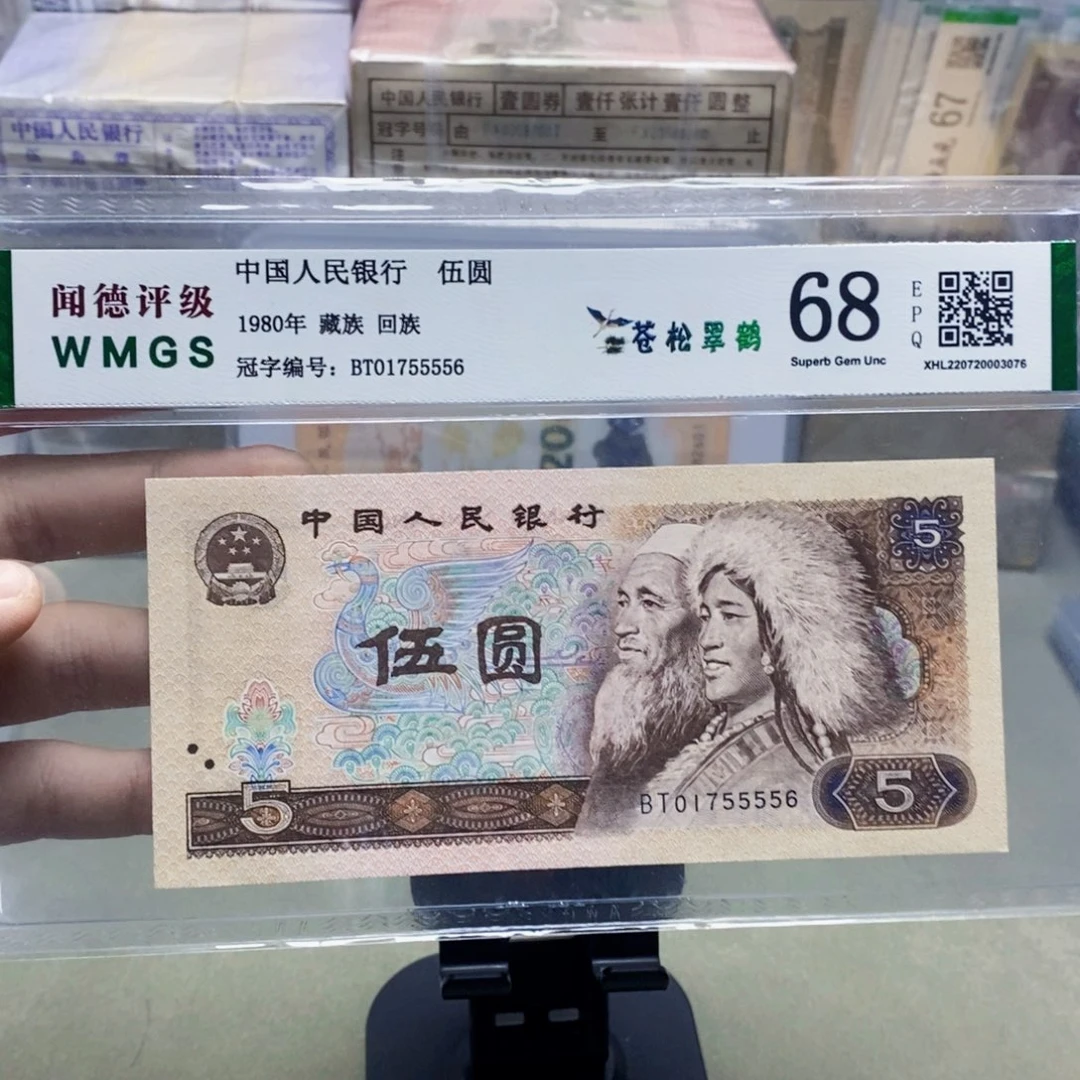 中国人民银行
中国人民银行 壹圆券 壹仟张计壹仟圆整
冠字号 由 至 止
注
67
闻德评级
WMGS
中国人民银行 伍圆
1980年 藏族 回族
冠字编号：BT01755556
苍松翠鹤
68
Superb Gem Unc
EPQ
XHL220720003076
20
中国人民银行
5
伍圆
5
BT01755556
5